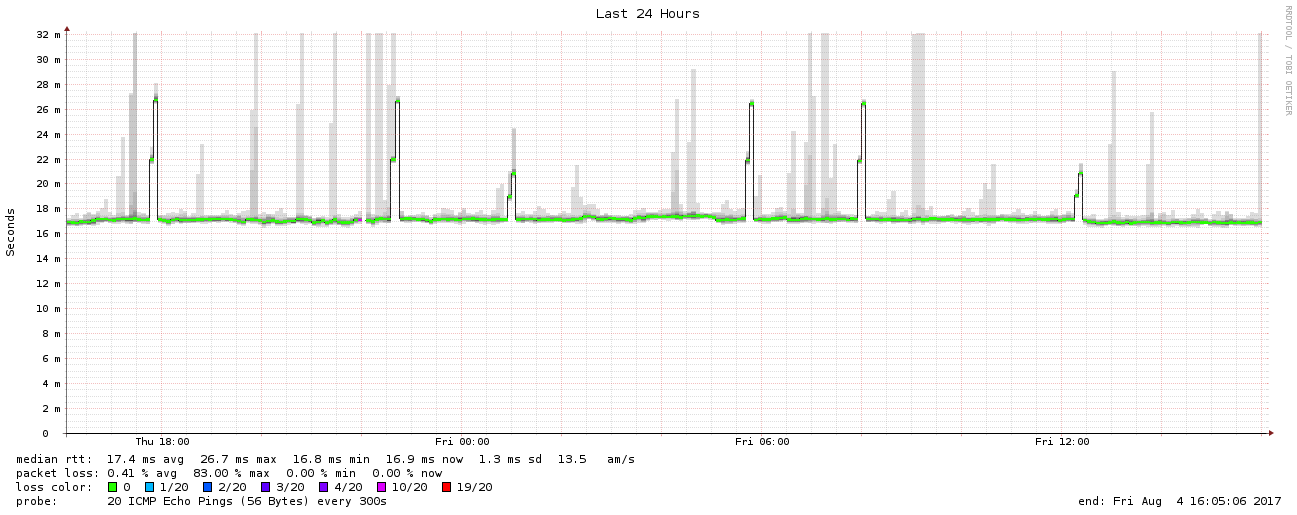 Last 24 Hours
RRDTOOL / TOBI OETIKER
Seconds
32 m
30 m
28 m
26 m
24 m
22 m
20 m
18 m
16 m
14 m
12 m
10 m
8 m
6 m
4 m
2 m
0
Thu 18:00 Fri 00:00 Fri 06:00 Fri 12:00
median rtt: 17.4 ms avg 26.7 ms max 16.8 ms min 16.9 ms now 1.3 ms sd 13.5 am/s
packet loss: 0.41 % avg 83.00 % max 0.00 % min 0.00 % now
loss color: 0 1/20 2/20 3/20 4/20 10/20 19/20
probe: 20 ICMP Echo Pings (56 Bytes) every 300s end: Fri Aug 4 16:05:06 2017